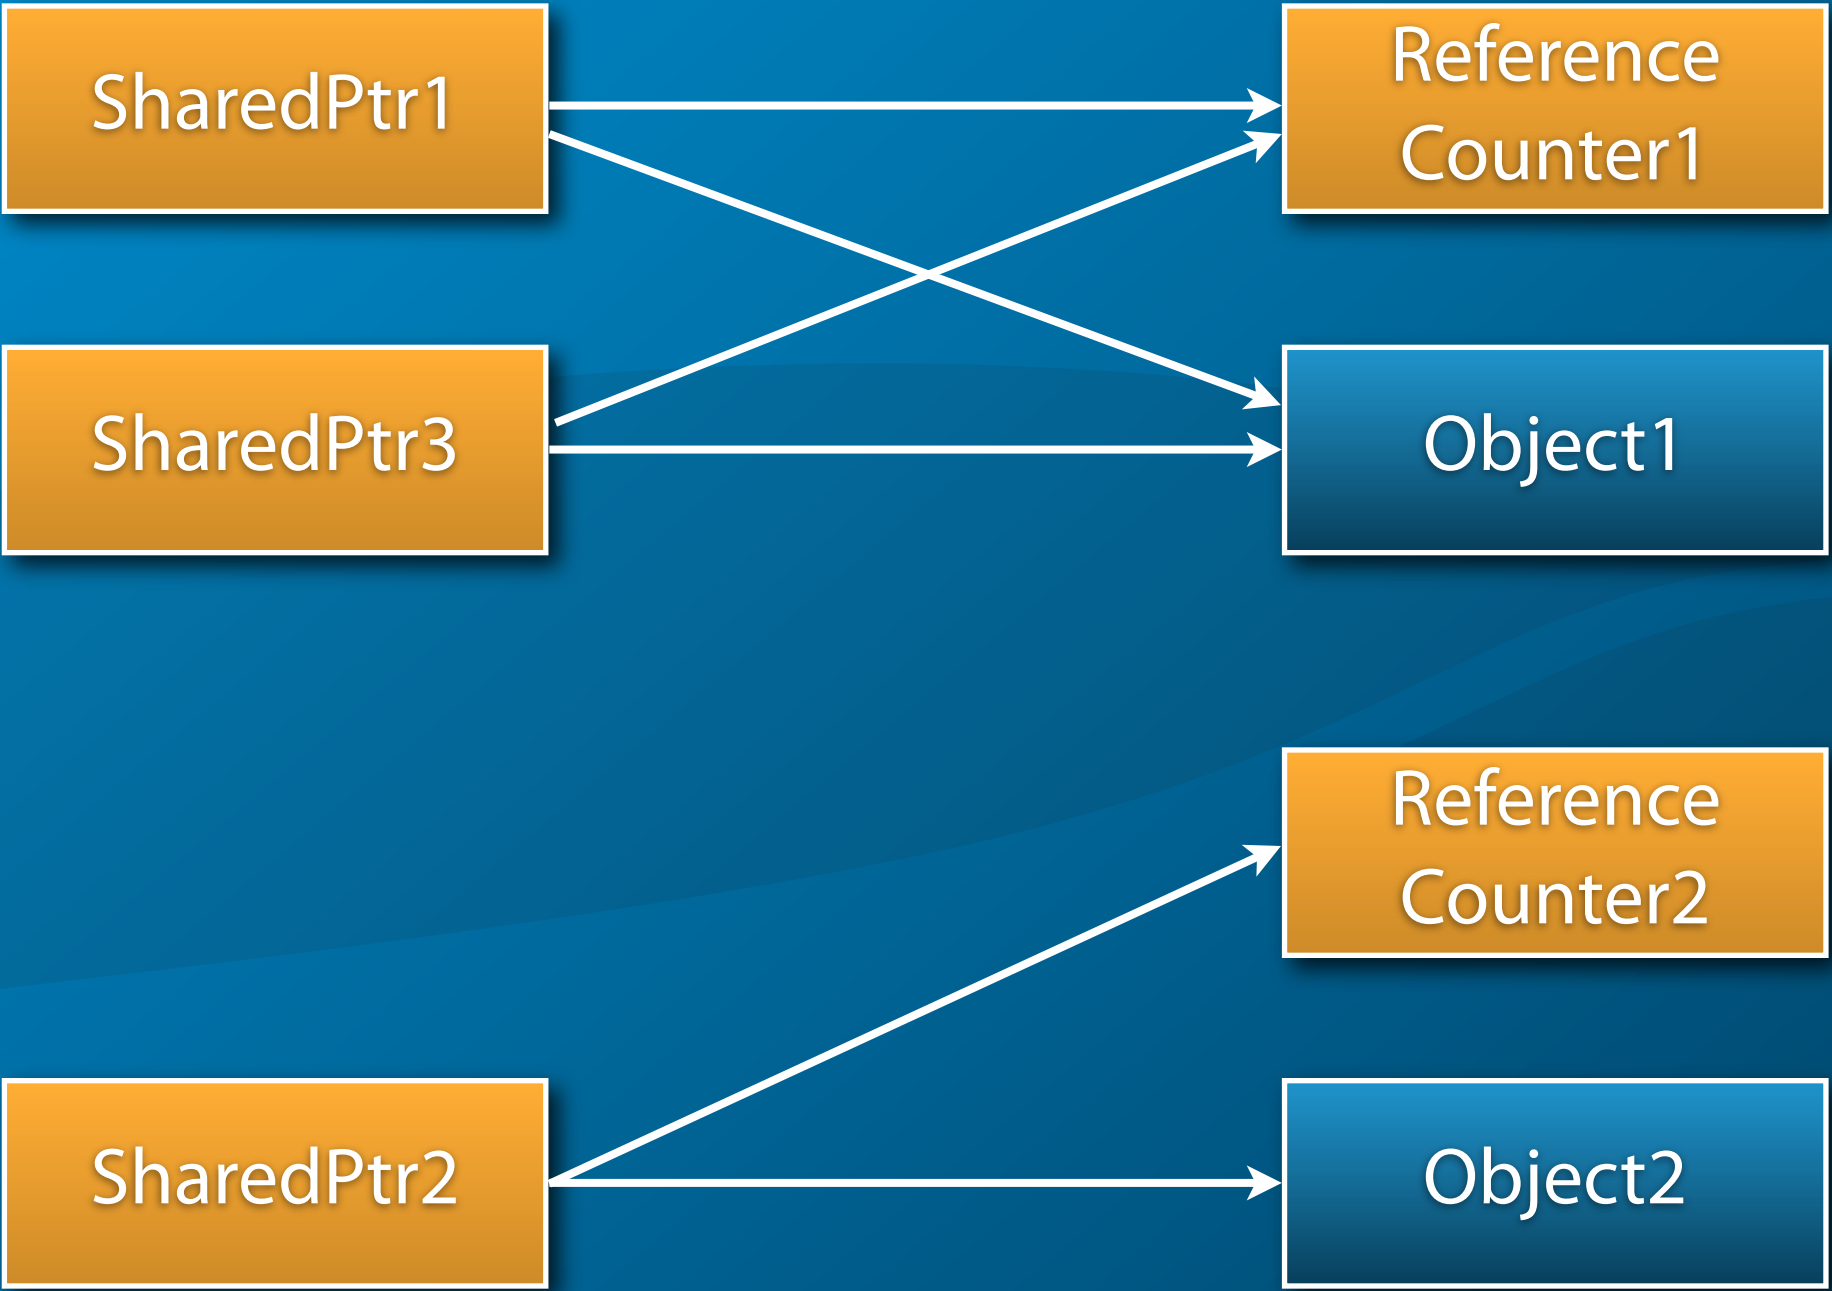 SharedPtr1
Reference
Counter1
SharedPtr3
Object1
Reference
Counter2
SharedPtr2
Object2